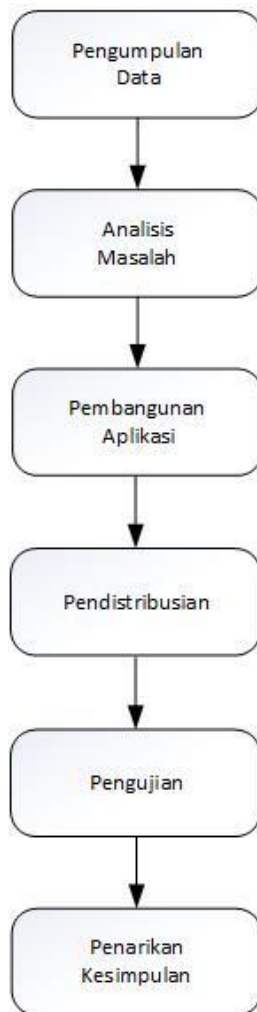 Pengumpulan
Data
Analisis
Masalah
Pembangunan
Aplikasi
Pendistribusian
Pengujian
Penarikan
Kesimpulan